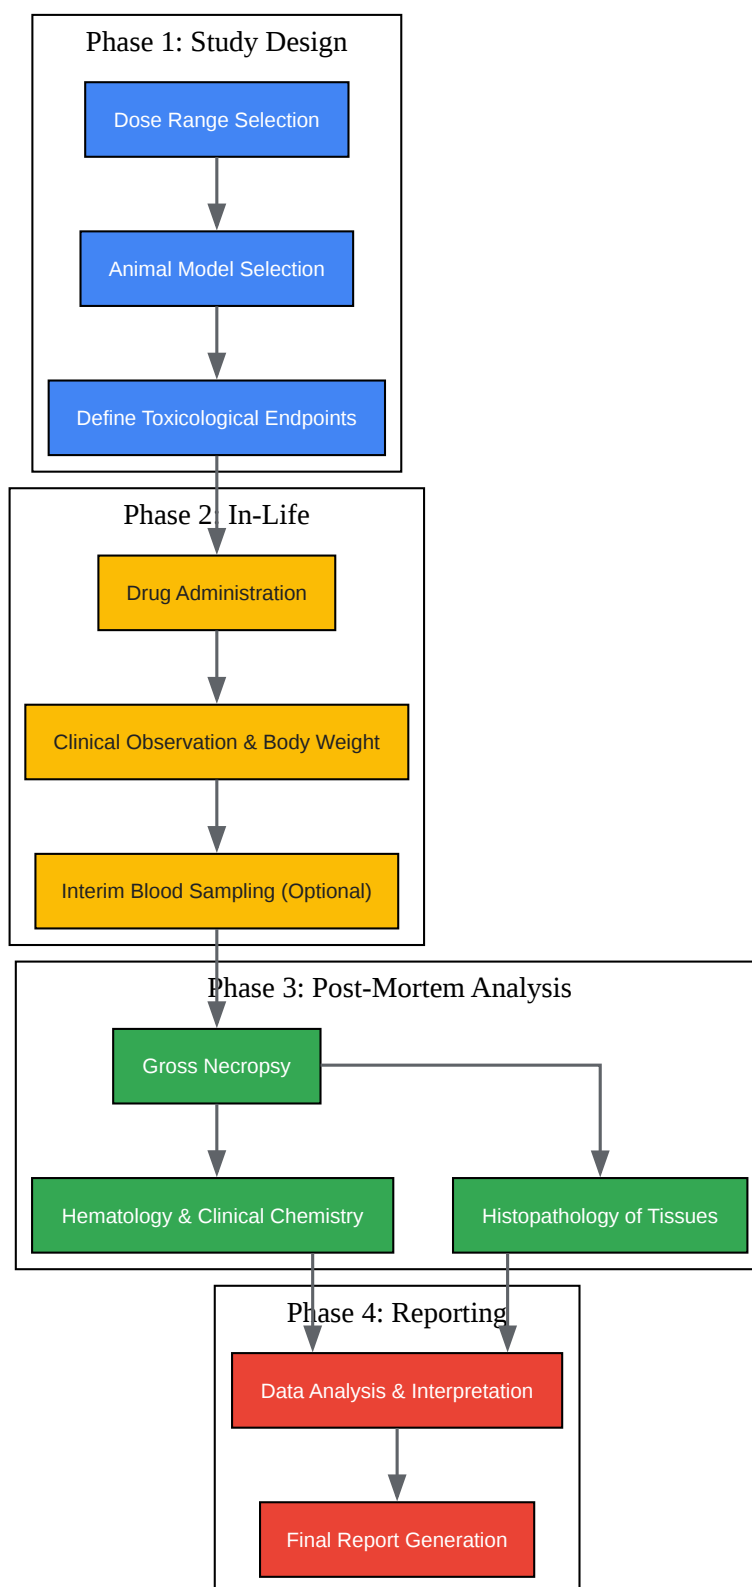 Phase 1: Study Design
Dose Range Selection
Animal Model Selection
Define Toxicological Endpoints
Phase 2: In-Life
Drug Administration
Clinical Observation & Body Weight
Interim Blood Sampling (Optional)
Phase 3: Post-Mortem Analysis
Gross Necropsy
Hematology & Clinical Chemistry
Histopathology of Tissues
Phase 4: Reporting
Data Analysis & Interpretation
Final Report Generation